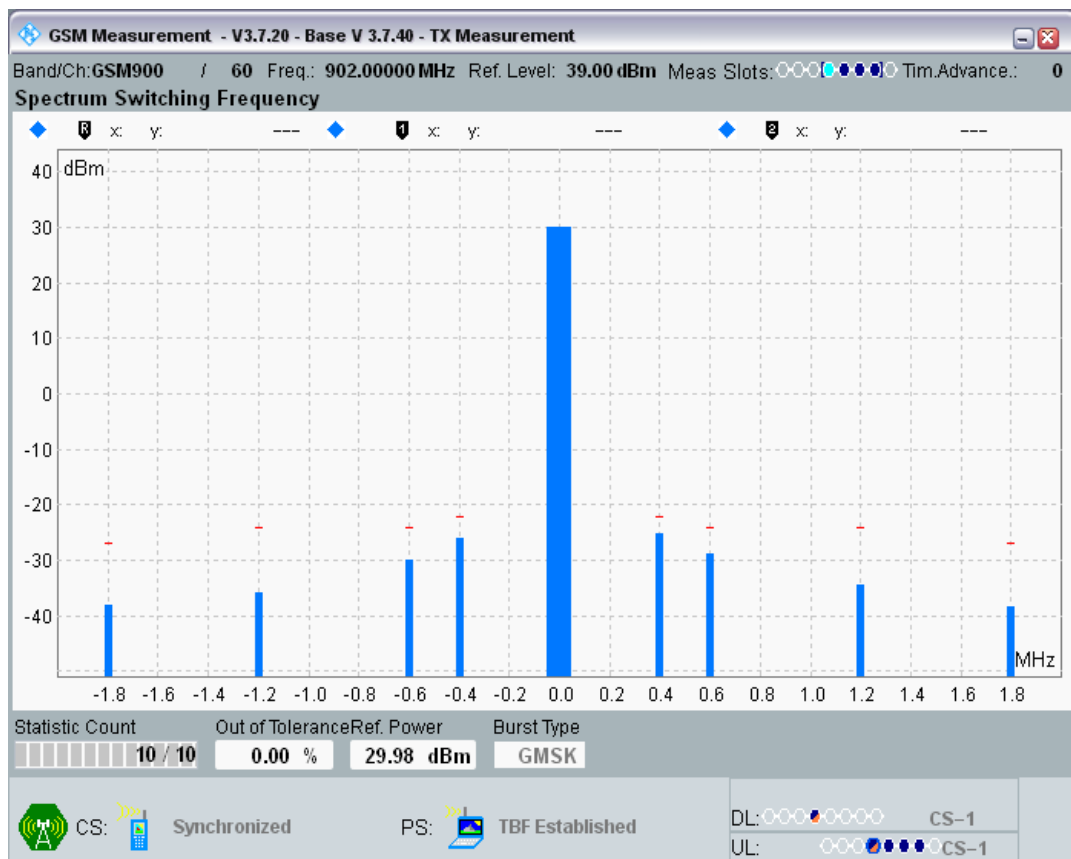 GSM Measurement - V3.7.20 - Base V 3.7.40 - TX Measurement
Band/Ch:GSM900 / 60 Freq.: 902.00000 MHz Ref. Level: 39.00 dBm Meas Slots: Tim.Advance.: 0
Spectrum Switching Frequency
R x: y: --- 1 x: y: --- 2 x: y: ---
dBm
40
30
20
10
0
-10
-20
-30
-40
MHz
-1.8 -1.6 -1.4 -1.2 -1.0 -0.8 -0.6 -0.4 -0.2 0.0 0.2 0.4 0.6 0.8 1.0 1.2 1.4 1.6 1.8
Statistic Count Out of Tolerance Ref. Power Burst Type
10 / 10 0.00 % 29.98 dBm GMSK
CS: Synchronized PS: TBF Established
DL: CS-1
UL: CS-1